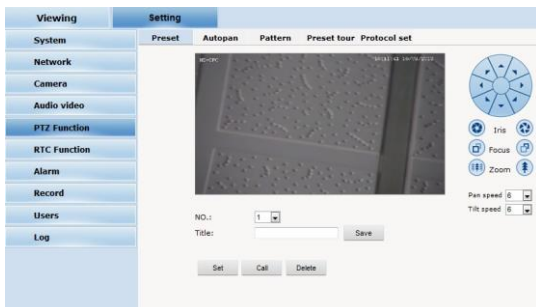 Viewing Setting
System
Network
Camera
Audio video
PTZ Function
RTC Function
Alarm
Record
Users
Log
Preset Autopan Pattern Preset tour Protocol set
Iris
Focus
Zoom
Pan speed 6
Tilt speed 6
NO.: 1
Title: Save
Set Call Delete